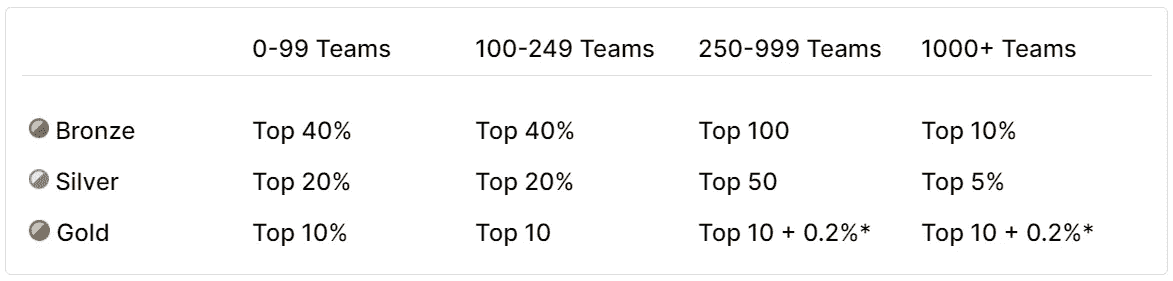 0-99 Teams 100-249 Teams 250-999 Teams 1000+ Teams
Bronze Top 40% Top 40% Top 100 Top 10%
Silver Top 20% Top 20% Top 50 Top 5%
Gold Top 10% Top 10 Top 10 + 0.2%* Top 10 + 0.2%*